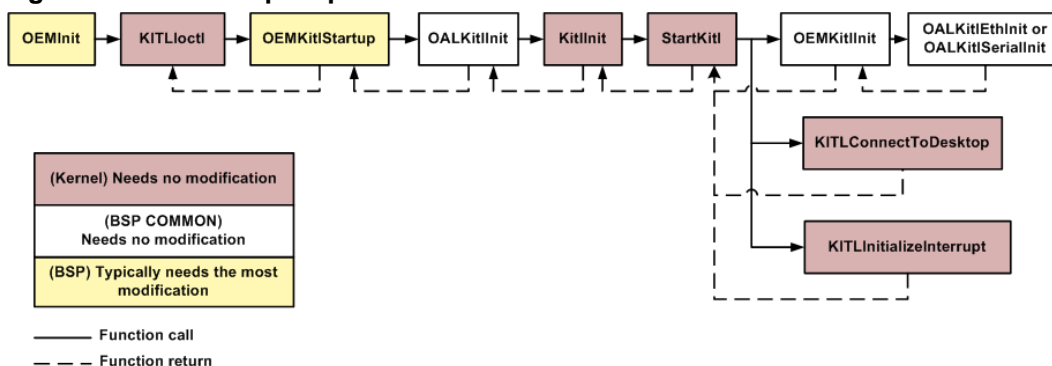 OEMInit
KITLIoctl
OEMKitlStartup
OALKitlInit
KitlInit
StartKitl
OEMKitlInit
OALKitlEthInit or
OALKitlSerialInit
KITLConnectToDesktop
KITLInitializeInterrupt
(Kernel) Needs no modification
(BSP COMMON)
Needs no modification
(BSP) Typically needs the most
modification
Function call
Function return